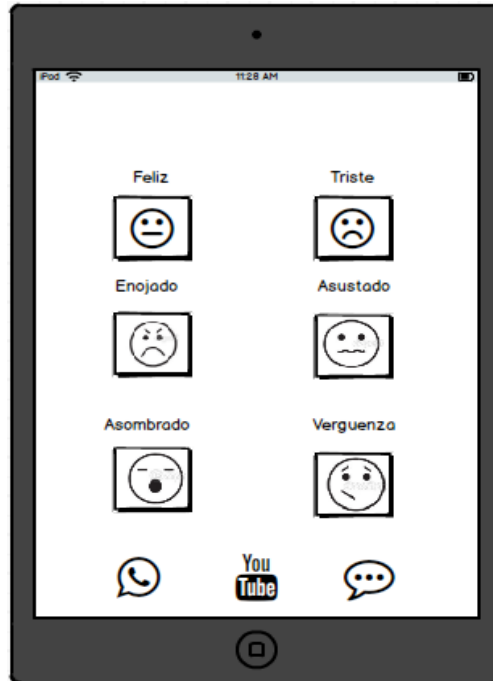 iPod 11:28 AM
Feliz Triste
Enojado Asustado
Asombrado Verguenza
You
Tube